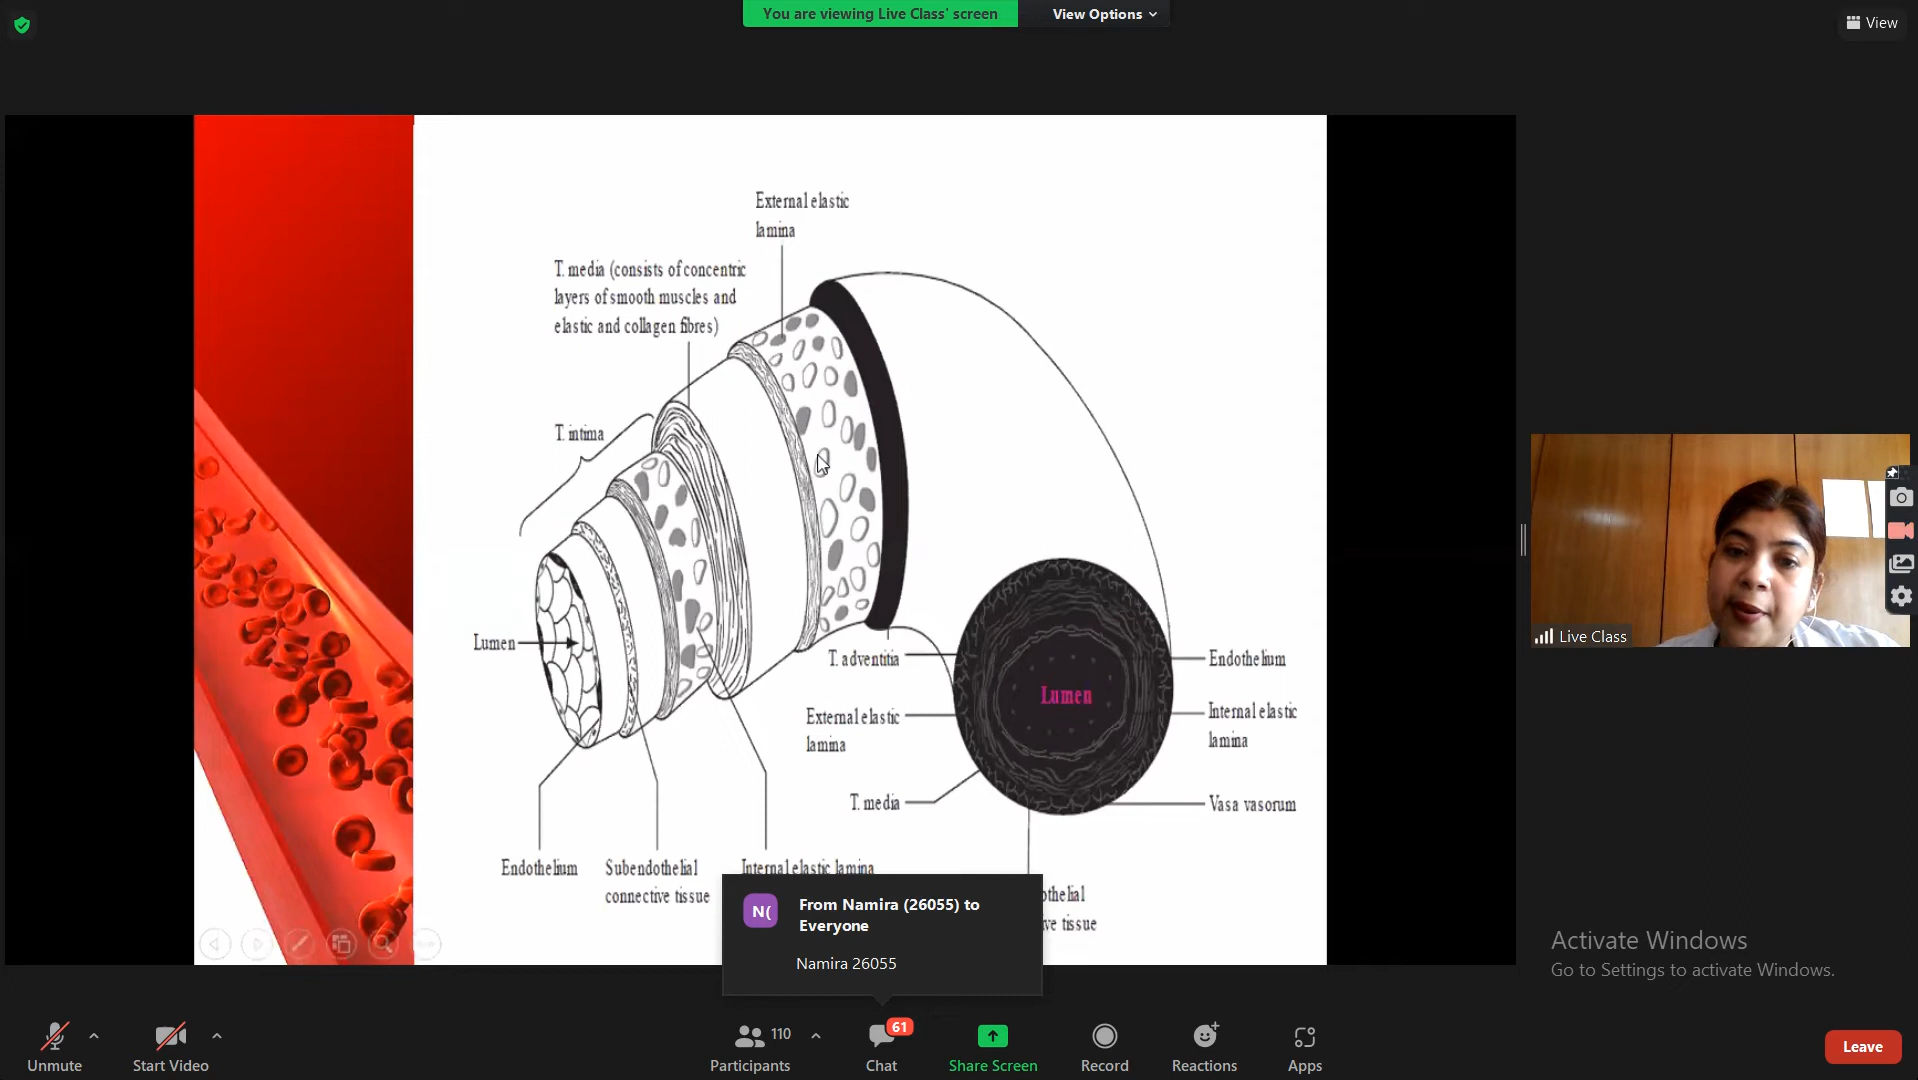 You are viewing Live Class' screen
View Options
View
External elastic
lamina
T. media (consists of concentric
layers of smooth muscles and
elastic and collagen fibres)
T. intima
Lumen
T. adventitia
External elastic
lamina
T. media
Lumen
Endothelium
Internal elastic
lamina
Vasa vasorum
Endothelium
Subendothelial
connective tissue
Internal elastic lamina
othelial
ve tissue
N(
From Namira (26055) to
Everyone
Namira 26055
Live Class
Activate Windows
Go to Settings to activate Windows.
Unmute
Start Video
110
Participants
61
Chat
Share Screen
Record
Reactions
Apps
Leave